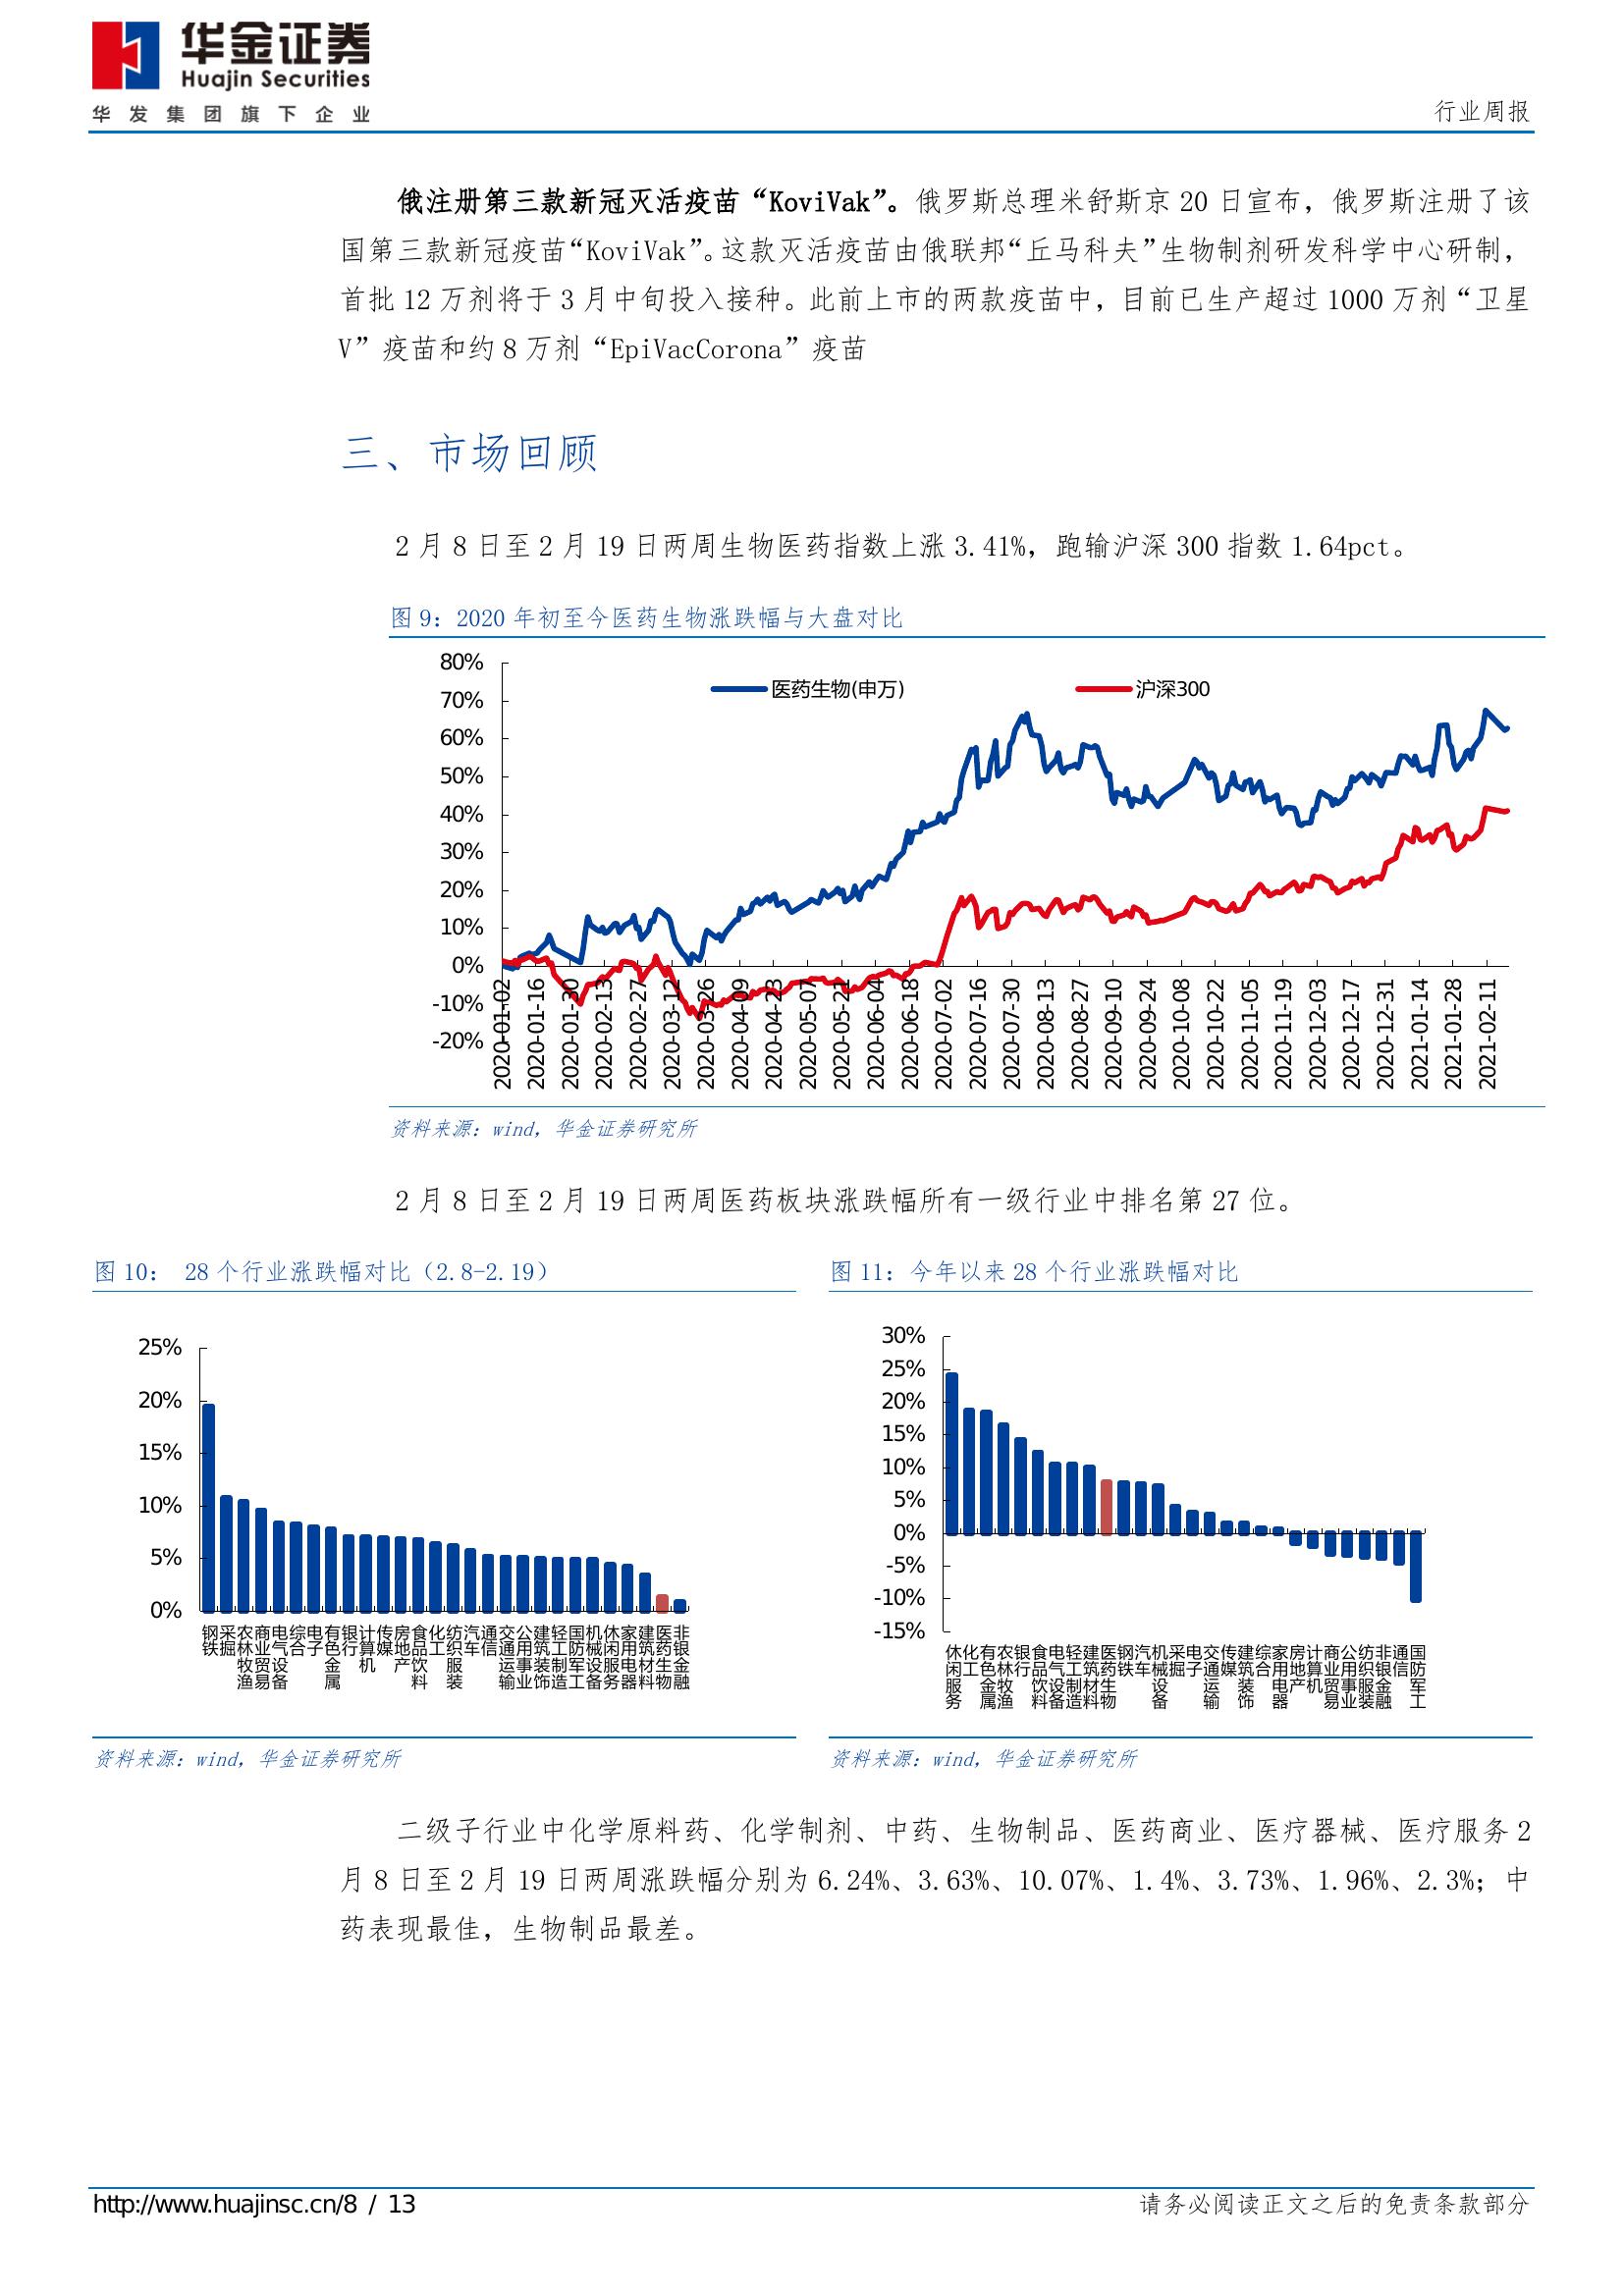 华金证券
Huajin Securities
华发集团旗下企业
行业周报
俄注册第三款新冠灭活疫苗“KoviVak”。俄罗斯总理米舒斯京 20 日宣布，俄罗斯注册了该
国第三款新冠疫苗“KoviVak”。这款灭活疫苗由俄联邦“丘马科夫”生物制剂研发科学中心研制，
首批 12 万剂将于 3 月中旬投入接种。此前上市的两款疫苗中，目前已生产超过 1000 万剂“卫星
V”疫苗和约 8 万剂“EpiVacCorona”疫苗
三、市场回顾
2 月 8 日至 2 月 19 日两周生物医药指数上涨 3.41%，跑输沪深 300 指数 1.64pct。
图 9：2020 年初至今医药生物涨跌幅与大盘对比
医药生物(申万)
沪深300
80%
70%
60%
50%
40%
30%
20%
10%
0%
-10%
-20%
2020-01-02
2020-01-16
2020-01-30
2020-02-13
2020-02-27
2020-03-12
2020-03-26
2020-04-09
2020-04-23
2020-05-07
2020-05-21
2020-06-04
2020-06-18
2020-07-02
2020-07-16
2020-07-30
2020-08-13
2020-08-27
2020-09-10
2020-09-24
2020-10-08
2020-10-22
2020-11-05
2020-11-19
2020-12-03
2020-12-17
2020-12-31
2021-01-14
2021-01-28
2021-02-11
资料来源：wind，华金证券研究所
2 月 8 日至 2 月 19 日两周医药板块涨跌幅所有一级行业中排名第 27 位。
图 10： 28 个行业涨跌幅对比（2.8-2.19）
25%
20%
15%
10%
5%
0%
钢铁
采掘
农林牧渔
商业贸易
电气设备
综合
电子
有色金属
银行
计算机
传媒
房地产
食品饮料
化工
纺织服装
汽车
通信
交通运输
公用事业
建筑装饰
轻工制造
国防军工
机械设备
休闲服务
家用电器
建筑材料
医药生物
非银金融
资料来源：wind，华金证券研究所
图 11：今年以来 28 个行业涨跌幅对比
30%
25%
20%
15%
10%
5%
0%
-5%
-10%
-15%
休闲服务
化工
有色金属
农林牧渔
银行
食品饮料
电气设备
轻工制造
建筑材料
医药生物
钢铁
汽车
机械设备
采掘
电子
交通运输
传媒
建筑装饰
综合
家用电器
房地产
计算机
商业贸易
公用事业
纺织服装
非银金融
通信
国防军工
资料来源：wind，华金证券研究所
二级子行业中化学原料药、化学制剂、中药、生物制品、医药商业、医疗器械、医疗服务 2
月 8 日至 2 月 19 日两周涨跌幅分别为 6.24%、3.63%、10.07%、1.4%、3.73%、1.96%、2.3%；中
药表现最佳，生物制品最差。
http://www.huajinsc.cn/8 / 13
请务必阅读正文之后的免责条款部分